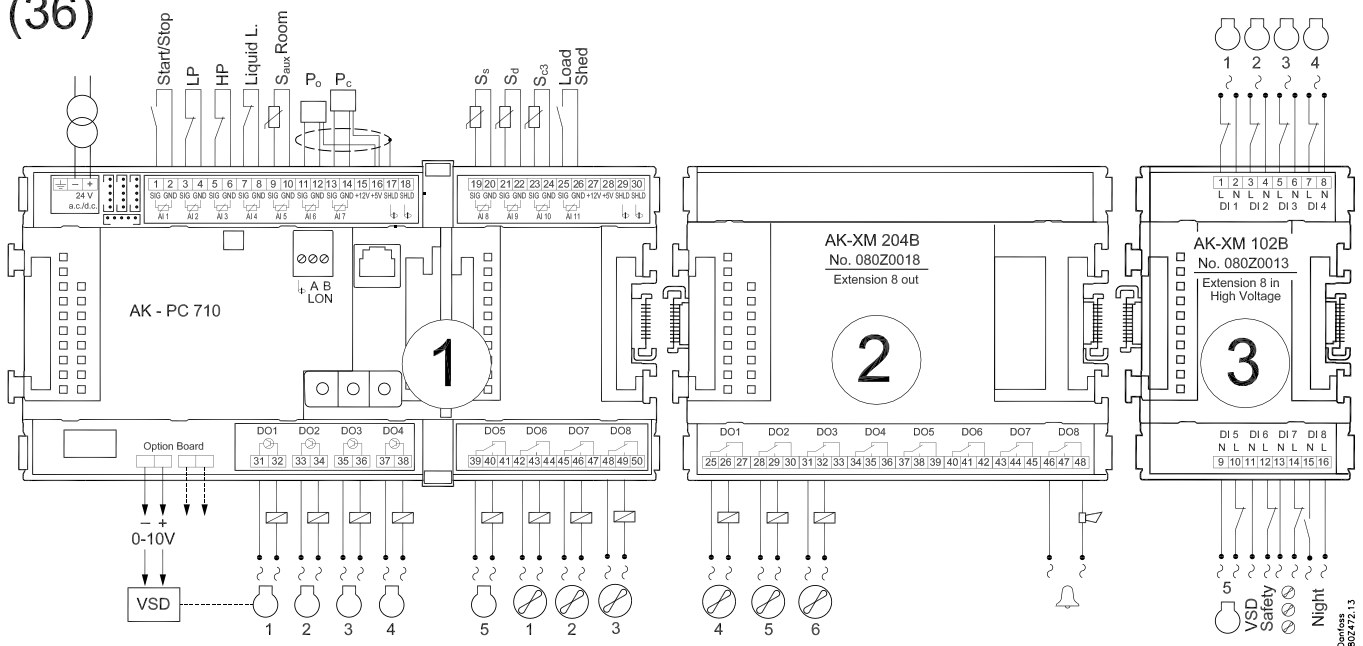 (36)
Start/Stop
LP
HP
Liquid L.
Saux Room
Po
Pc
Ss
Sd
Sc3
Load
Shed
1 2 3 4
− +
24 V
a.c./d.c.
1 2 3 4 5 6 7 8 9 10 11 12 13 14 15 16 17 18
SIG GND SIG GND SIG GND SIG GND SIG GND SIG GND SIG GND +12V +5V SHLD SHLD
AI 1 AI 2 AI 3 AI 4 AI 5 AI 6 AI 7
19 20 21 22 23 24 25 26 27 28 29 30
SIG GND SIG GND SIG GND SIG GND +12V +5V SHLD SHLD
AI 8 AI 9 AI 10 AI 11
1 2 3 4 5 6 7 8
L N L N L N L N
DI 1 DI 2 DI 3 DI 4
AK - PC 710
A B
LON
1
AK-XM 204B
No. 080Z0018
Extension 8 out
2
AK-XM 102B
No. 080Z0013
Extension 8 in
High Voltage
3
Option Board
DO1 DO2 DO3 DO4
31 32 33 34 35 36 37 38
DO5 DO6 DO7 DO8
39 40 41 42 43 44 45 46 47 48 49 50
DO1 DO2 DO3 DO4 DO5 DO6 DO7 DO8
25 26 27 28 29 30 31 32 33 34 35 36 37 38 39 40 41 42 43 44 45 46 47 48
DI 5 DI 6 DI 7 DI 8
N L N L N L N L
9 10 11 12 13 14 15 16
− +
0-10V
VSD
1 2 3 4
5 1 2 3
4 5 6
5
VSD
Safety
Night
Danfoss
80Z472.13